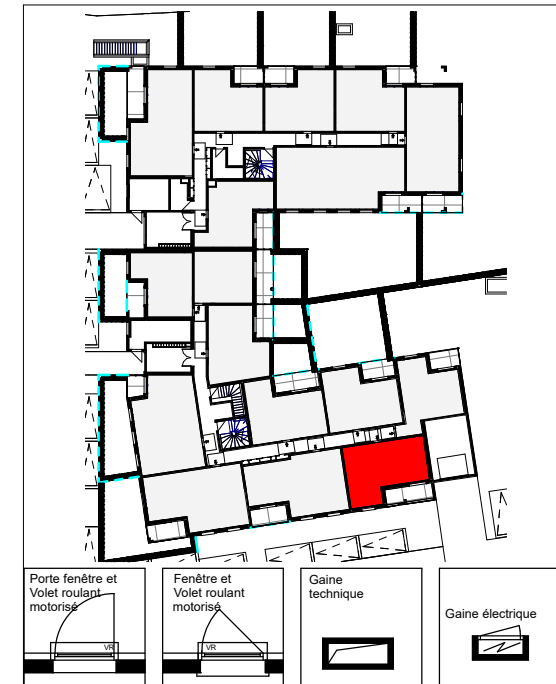 Porte fenêtre et
Volet roulant
motorisé
VR
Fenêtre et
Volet roulant
motorisé
VR
Gaine
technique
Gaine électrique